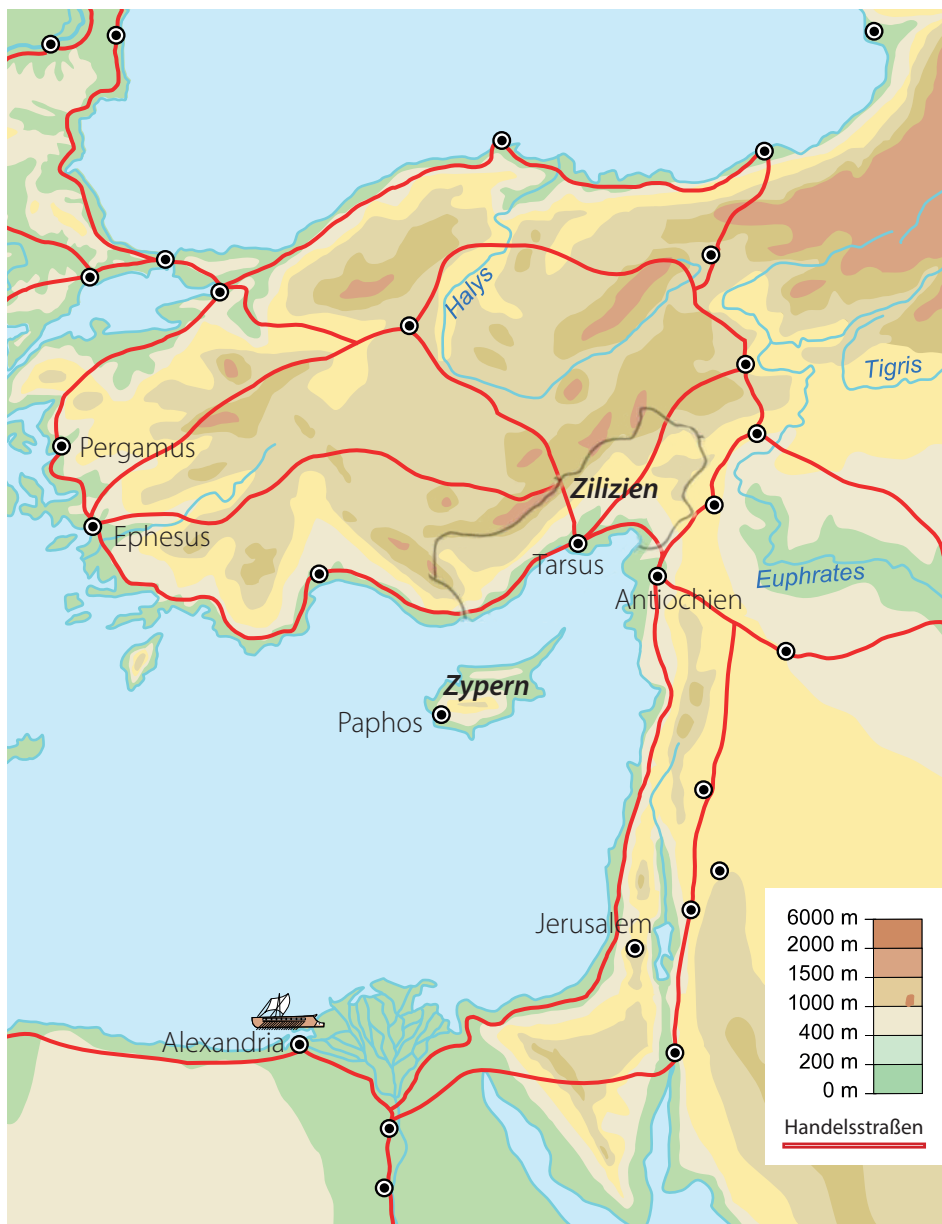 Halys
Tigris
Pergamus
Zilizien
Ephesus
Tarsus
Euphrates
Antiochien
Zypern
Paphos
Jerusalem
Alexandria
6000 m
2000 m
1500 m
1000 m
400 m
200 m
0 m
Handelsstraßen